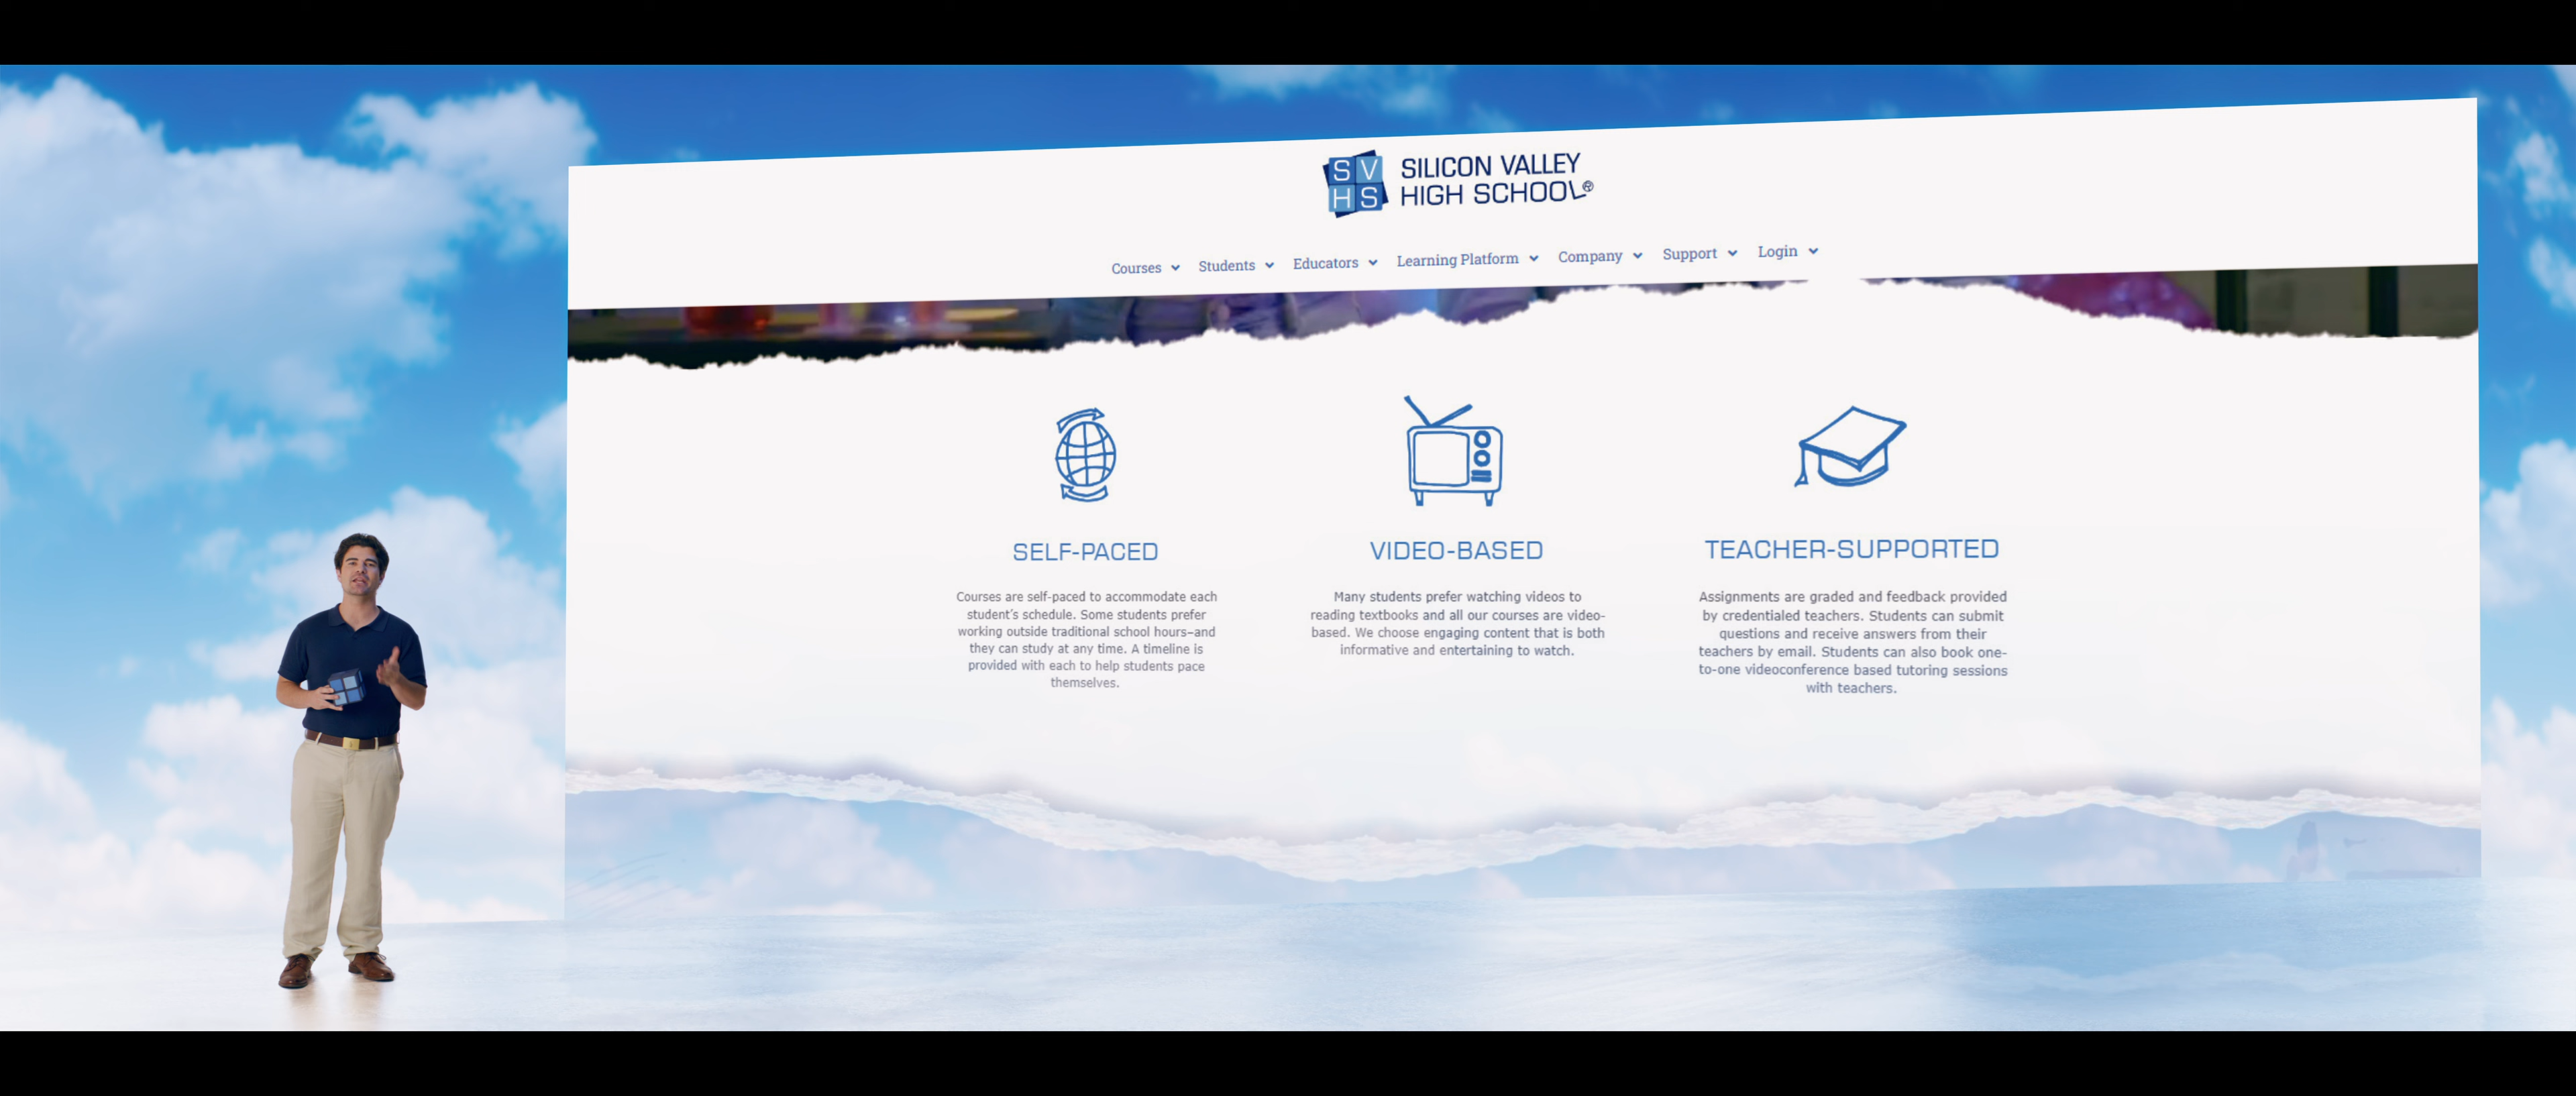 S V
H S
SILICON VALLEY
HIGH SCHOOL®
Courses Students Educators Learning Platform Company Support Login
SELF-PACED
Courses are self-paced to accommodate each
student's schedule. Some students prefer
working outside traditional school hours–and
they can study at any time. A timeline is
provided with each to help students pace
themselves.
VIDEO-BASED
Many students prefer watching videos to
reading textbooks and all our courses are video-
based. We choose engaging content that is both
informative and entertaining to watch.
TEACHER-SUPPORTED
Assignments are graded and feedback provided
by credentialed teachers. Students can submit
questions and receive answers from their
teachers by email. Students can also book one-
to-one videoconference based tutoring sessions
with teachers.